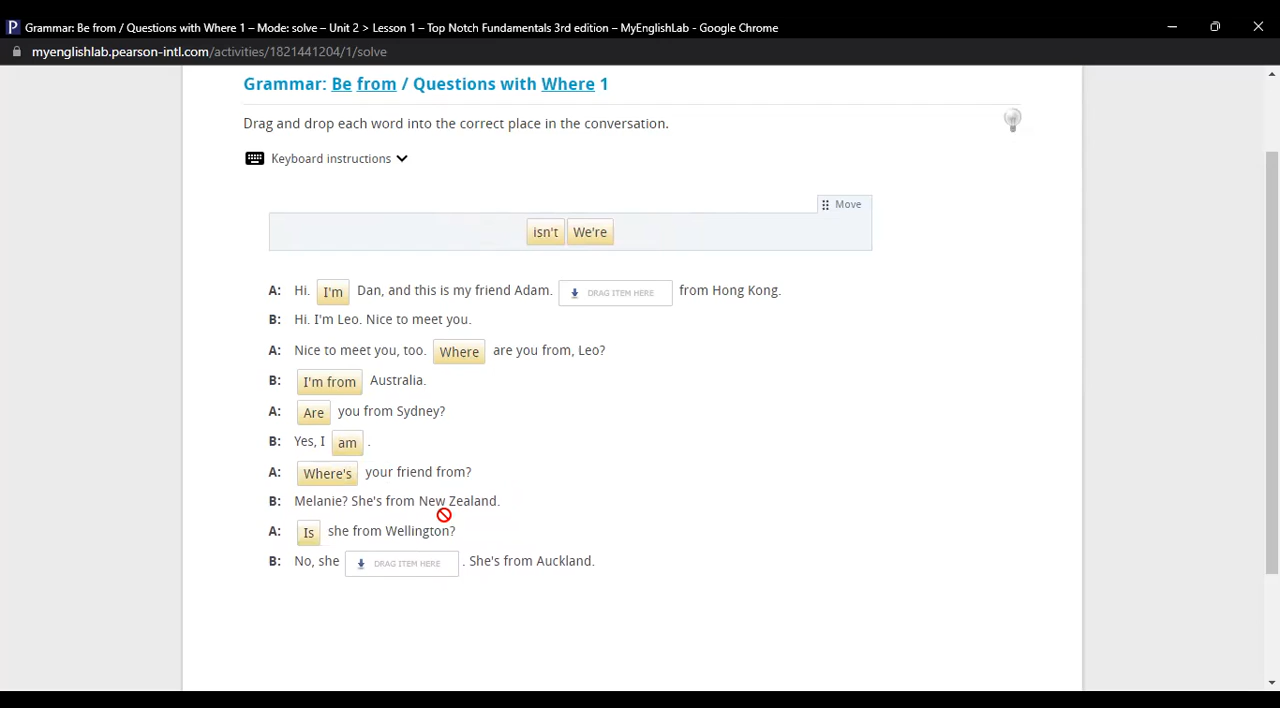 Grammar: Be from / Questions with Where 1 – Mode: solve – Unit 2 > Lesson 1 – Top Notch Fundamentals 3rd edition – MyEnglishLab - Google Chrome
myenglishlab.pearson-intl.com/activities/1821441204/1/solve
Grammar: Be from / Questions with Where 1
Drag and drop each word into the correct place in the conversation.
Keyboard instructions
Move
isn't We're
A: Hi. I'm Dan, and this is my friend Adam. DRAG ITEM HERE from Hong Kong.
B: Hi. I'm Leo. Nice to meet you.
A: Nice to meet you, too. Where are you from, Leo?
B: I'm from Australia.
A: Are you from Sydney?
B: Yes, I am .
A: Where's your friend from?
B: Melanie? She's from New Zealand.
A: Is she from Wellington?
B: No, she DRAG ITEM HERE . She's from Auckland.